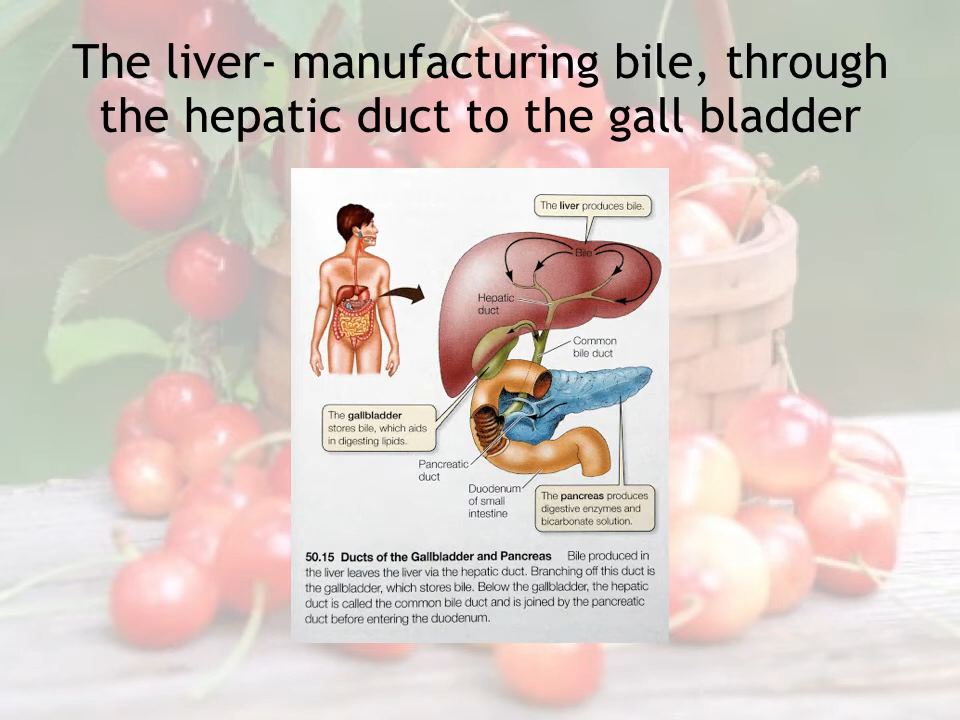 The liver- manufacturing bile, through
the hepatic duct to the gall bladder
The liver produces bile.
Bile
Hepatic
duct
Common
bile duct
The gallbladder
stores bile, which aids
in digesting lipids.
Pancreatic
duct
Duodenum
of small
intestine
The pancreas produces
digestive enzymes and
bicarbonate solution.
50.15 Ducts of the Gallbladder and Pancreas Bile produced in
the liver leaves the liver via the hepatic duct. Branching off this duct is
the gallbladder, which stores bile. Below the gallbladder, the hepatic
duct is called the common bile duct and is joined by the pancreatic
duct before entering the duodenum.